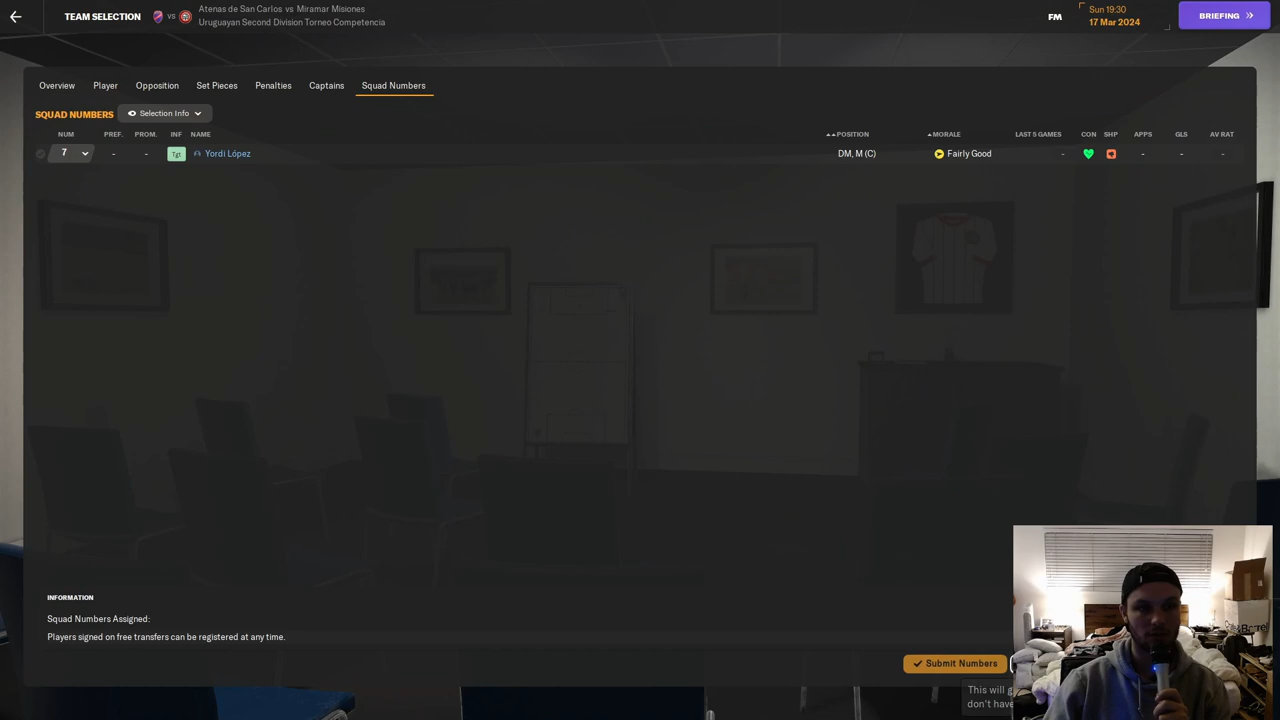 TEAM SELECTION
vs
Atenas de San Carlos vs Miramar Misiones
Uruguayan Second Division Torneo Competencia
FM
Sun 19:30
17 Mar 2024
BRIEFING
Overview
Player
Opposition
Set Pieces
Penalties
Captains
Squad Numbers
SQUAD NUMBERS
Selection Info
NUM PREF. PROM. INF NAME POSITION MORALE LAST 5 GAMES CON SHP APPS GLS AV RAT
7 - - Tgt Yordi López DM, M (C) Fairly Good - - - -
INFORMATION
Squad Numbers Assigned:
Players signed on free transfers can be registered at any time.
Submit Numbers
This will
don't have